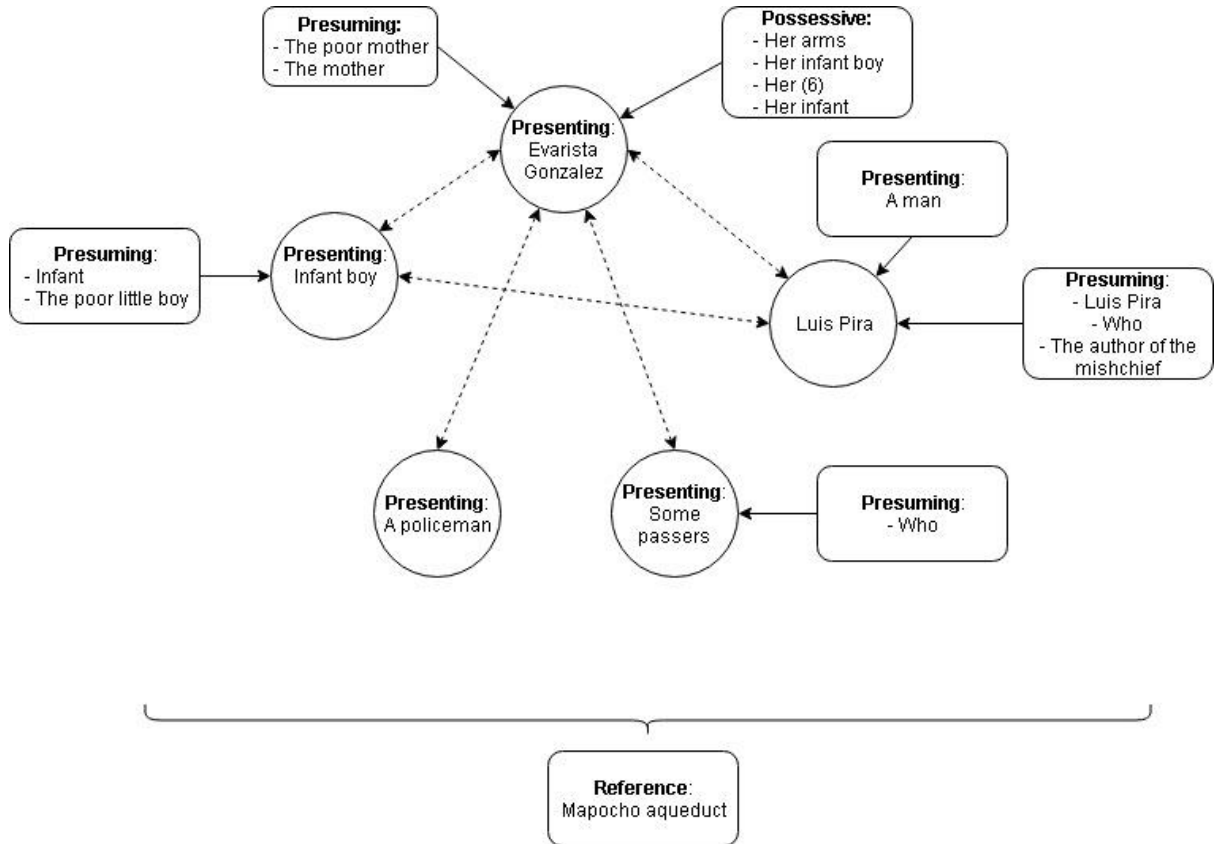 Presuming:
- The poor mother
- The mother
Possessive:
- Her arms
- Her infant boy
- Her (6)
- Her infant
Presenting:
Evarista
Gonzalez
Presenting:
A man
Presuming:
- Infant
- The poor little boy
Presenting:
Infant boy
Luis Pira
Presuming:
- Luis Pira
- Who
- The author of the
mishchief
Presenting:
A policeman
Presenting:
Some
passers
Presuming:
- Who
Reference:
Mapocho aqueduct